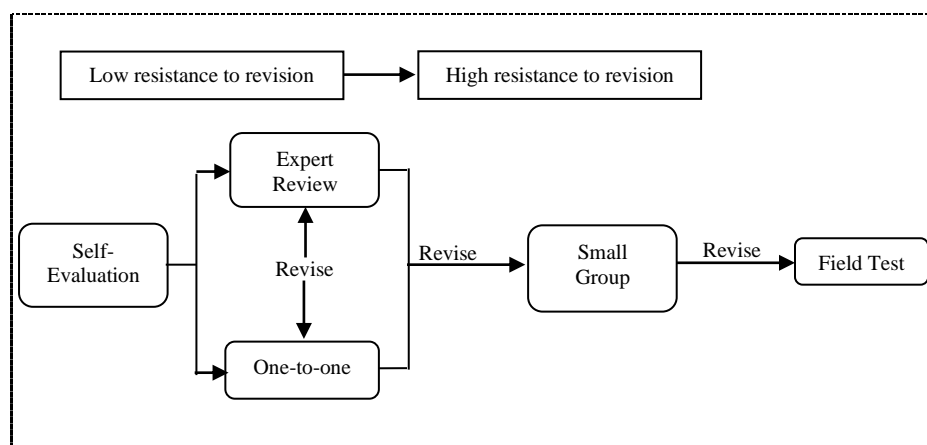 Low resistance to revision
High resistance to revision
Expert
Review
Self-
Evaluation
Revise
Revise
Small
Group
Revise
Field Test
One-to-one